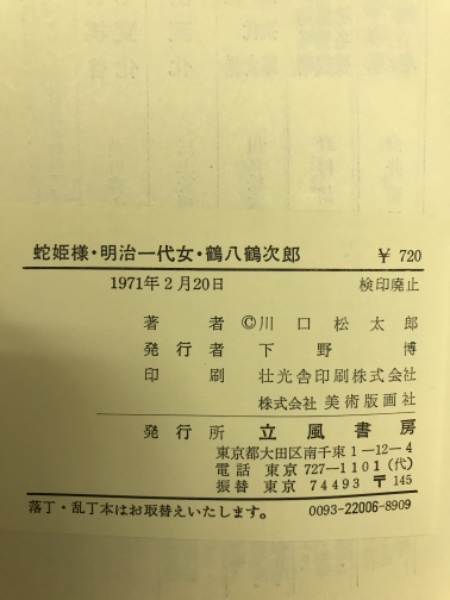 蛇姫様・明治一代女・鶴八鶴次郎 ￥720
1971年2月20日 検印廃止
著者 ©川口松太郎
発行者 下野博
印刷 壮光舎印刷株式会社
株式会社 美術版画社
発行所 立風書房
東京都大田区南千束1-12-4
電話 東京 727-1101(代)
振替 東京 74493 〒145
落丁・乱丁本はお取替えいたします。 0093-22006-8909